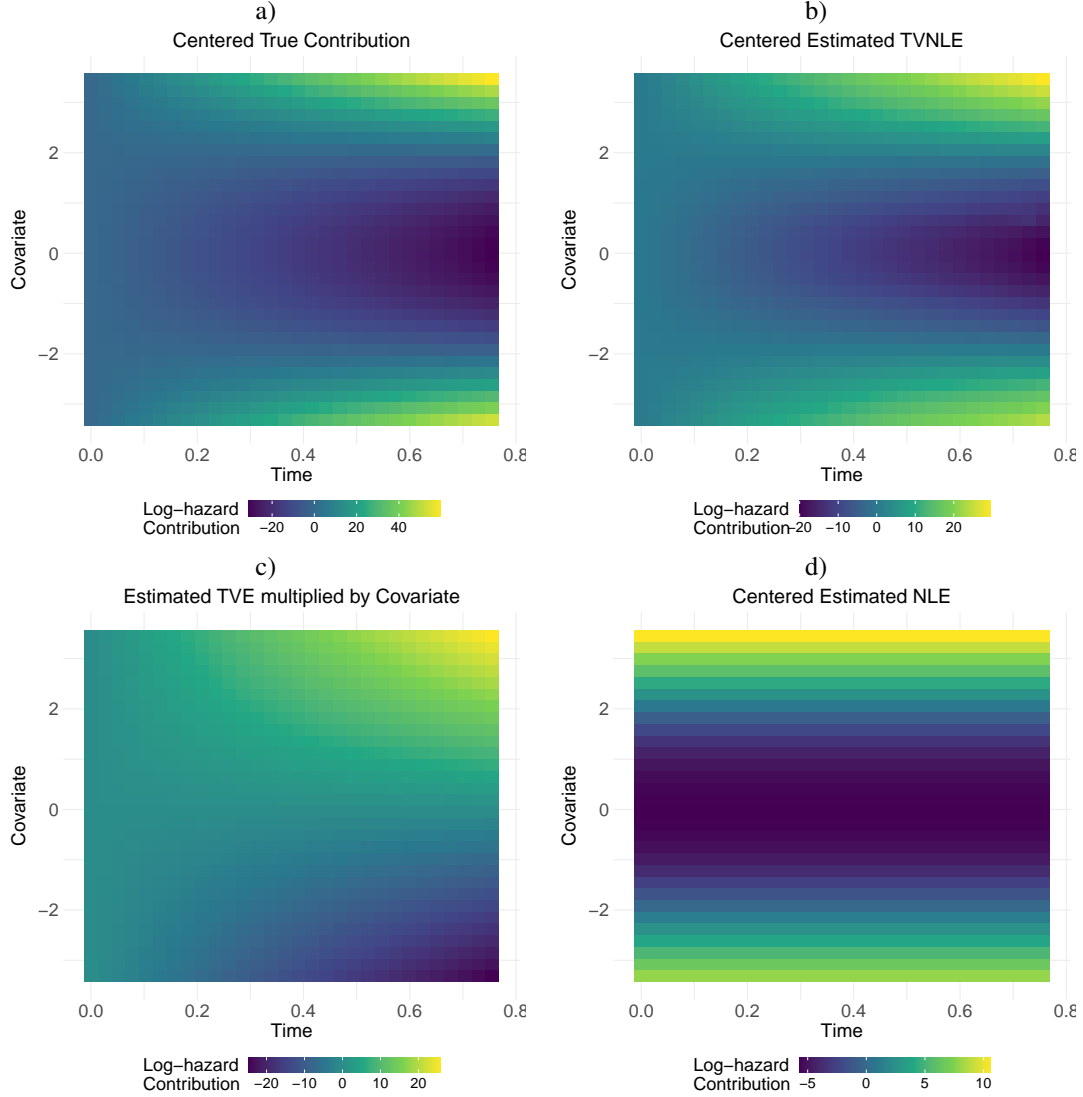 a)
Centered True Contribution
Covariate
2
0
−2
0.0 0.2 0.4 0.6 0.8
Time
Log−hazard
Contribution
−20 0 20 40
b)
Centered Estimated TVNLE
Covariate
2
0
−2
0.0 0.2 0.4 0.6 0.8
Time
Log−hazard
Contribution
−20 −10 0 10 20
c)
Estimated TVE multiplied by Covariate
Covariate
2
0
−2
0.0 0.2 0.4 0.6 0.8
Time
Log−hazard
Contribution
−20 −10 0 10 20
d)
Centered Estimated NLE
Covariate
2
0
−2
0.0 0.2 0.4 0.6 0.8
Time
Log−hazard
Contribution
−5 0 5 10